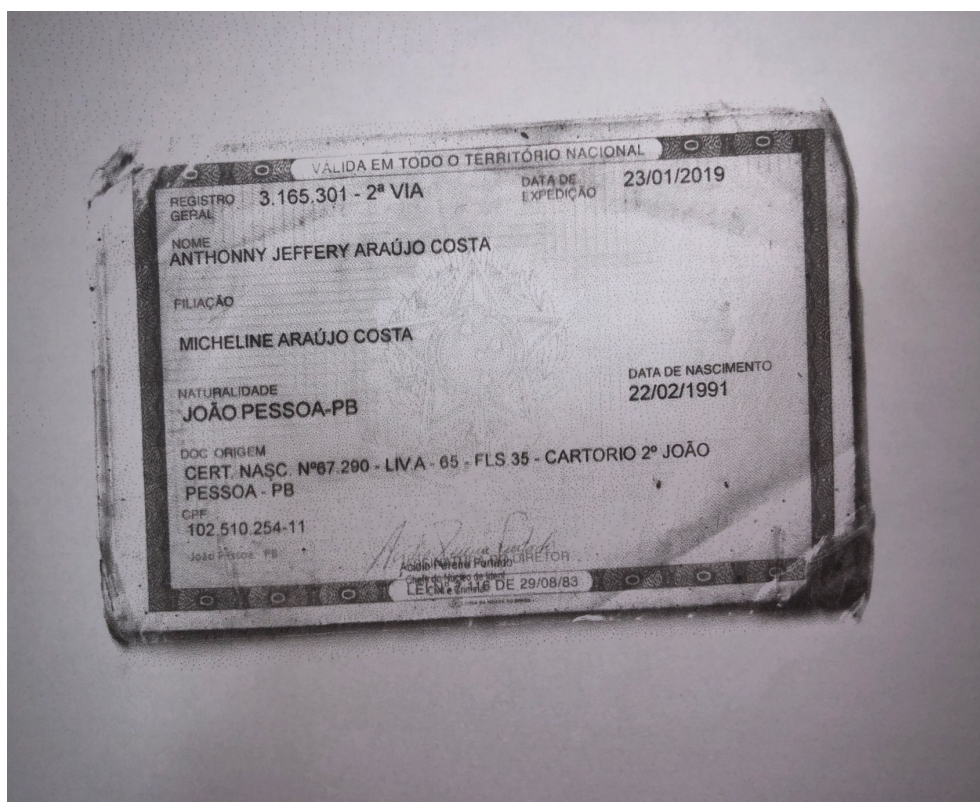 VÁLIDA EM TODO O TERRITÓRIO NACIONAL
REGISTRO GERAL 3.165.301 - 2ª VIA DATA DE EXPEDIÇÃO 23/01/2019
NOME
ANTHONNY JEFFERY ARAÚJO COSTA
FILIAÇÃO
MICHELINE ARAÚJO COSTA
NATURALIDADE DATA DE NASCIMENTO
JOÃO PESSOA-PB 22/02/1991
DOC ORIGEM
CERT. NASC. Nº67.290 - LIV A - 65 - FLS 35 - CARTORIO 2º JOÃO
PESSOA - PB
CPF
102.510.254-11
João Pessoa - PB
DIRETOR
LEI Nº 7.116 DE 29/08/83